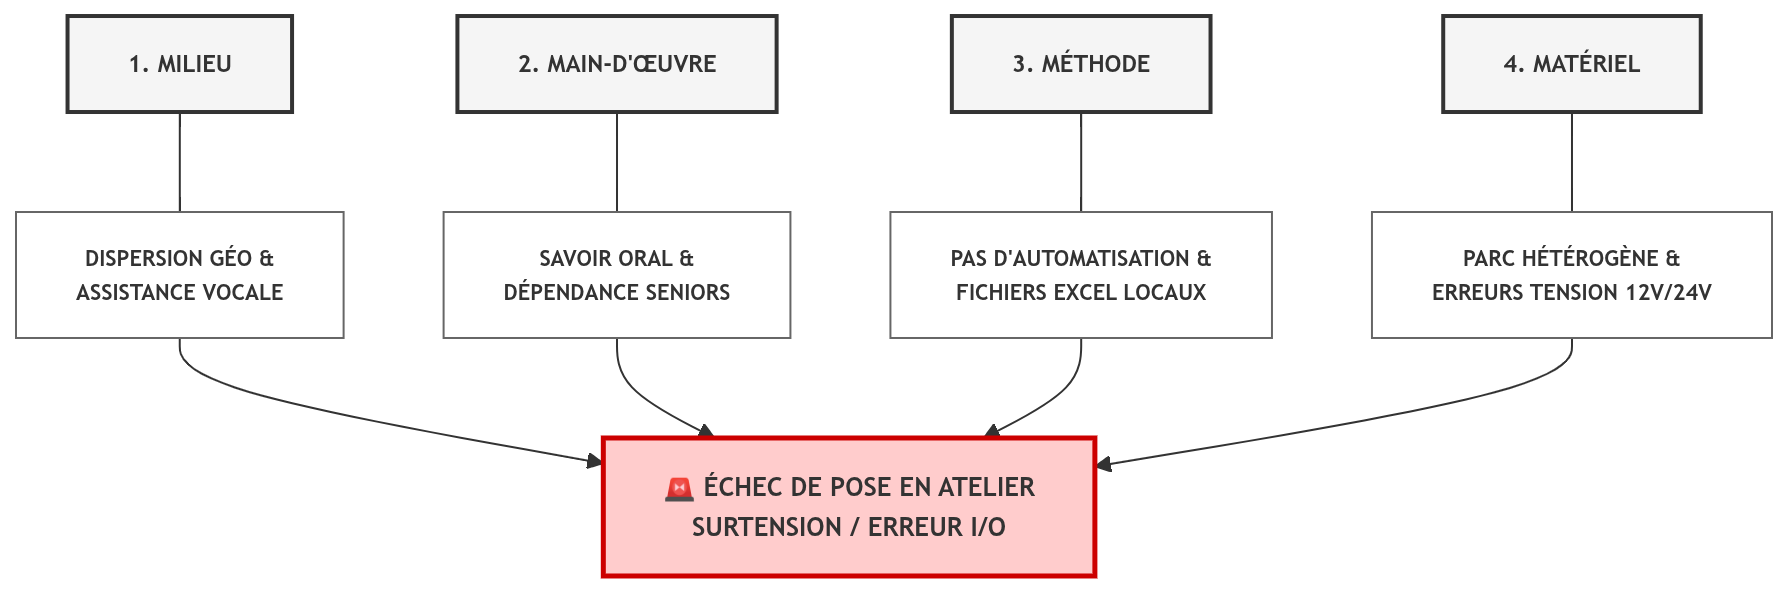 1. MILIEU
2. MAIN-D'ŒUVRE
3. MÉTHODE
4. MATÉRIEL
DISPERSION GÉO &
ASSISTANCE VOCALE
SAVOIR ORAL &
DÉPENDANCE SENIORS
PAS D'AUTOMATISATION &
FICHIERS EXCEL LOCAUX
PARC HÉTÉROGÈNE &
ERREURS TENSION 12V/24V
🚨 ÉCHEC DE POSE EN ATELIER
SURTENSION / ERREUR I/O